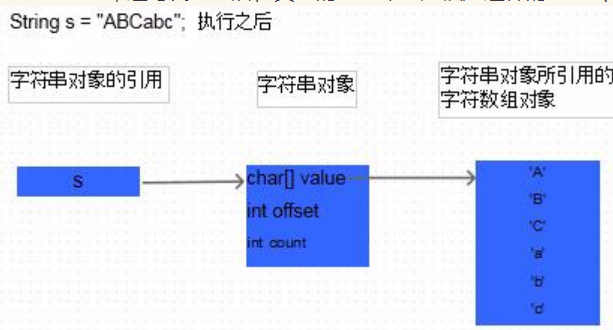 String s = "ABCabc"; 执行之后
字符串对象的引用
字符串对象
字符串对象所引用的
字符数组对象
S
char[] value
int offset
int count
'A'
'B'
'C'
'a'
'b'
'c'